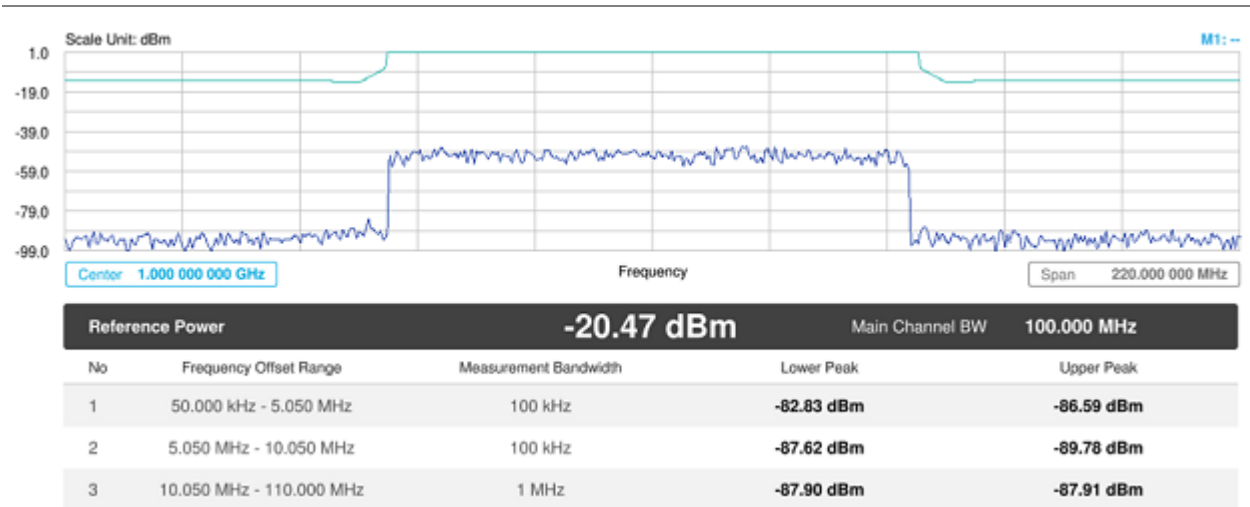 Scale Unit: dBm M1: --
1.0
-19.0
-39.0
-59.0
-79.0
-99.0
Center 1.000 000 000 GHz Frequency Span 220.000 000 MHz
Reference Power -20.47 dBm Main Channel BW 100.000 MHz
No Frequency Offset Range Measurement Bandwidth Lower Peak Upper Peak
1 50.000 kHz - 5.050 MHz 100 kHz -82.83 dBm -86.59 dBm
2 5.050 MHz - 10.050 MHz 100 kHz -87.62 dBm -89.78 dBm
3 10.050 MHz - 110.000 MHz 1 MHz -87.90 dBm -87.91 dBm